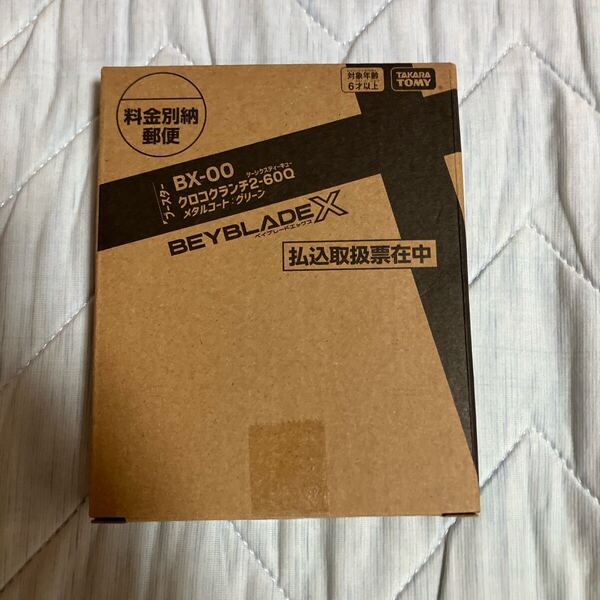 料金別納
郵便
対象年齢
6才以上
TAKARA
TOMY
ブースター
BX-00
クロコクランチ2-60Q
メタルコート:グリーン
BEYBLADE X
ベイブレードエックス
払込取扱票在中